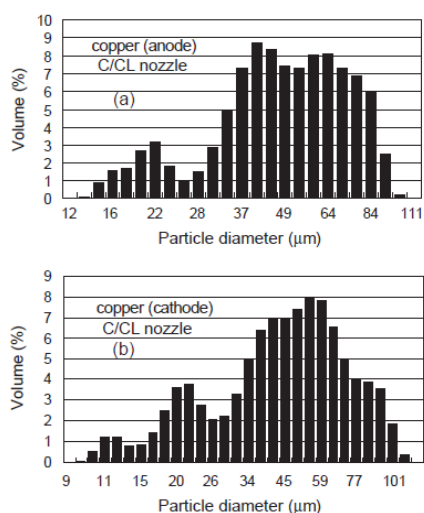 10
9
8
7
6
5
4
3
2
1
0
Volume (%)
copper (anode)
C/CL nozzle
(a)
12 16 22 28 37 49 64 84 111
Particle diameter (μm)
9
8
7
6
5
4
3
2
1
0
Volume (%)
copper (cathode)
C/CL nozzle
(b)
9 11 15 20 26 34 45 59 77 101
Particle diameter (μm)